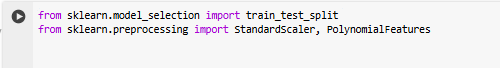 from sklearn.model_selection import train_test_split
from sklearn.preprocessing import StandardScaler, PolynomialFeatures